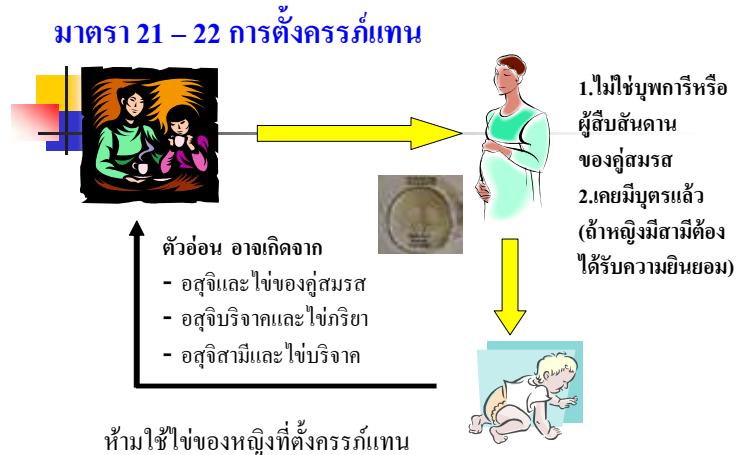 มาตรา 21 – 22 การตั้งครรภ์แทน
1.ไม่ใช่บุพการีหรือ
ผู้สืบสันดาน
ของคู่สมรส
2.เคยมีบุตรแล้ว
(ถ้าหญิงมีสามีต้อง
ได้รับความยินยอม)
ตัวอ่อน อาจเกิดจาก
- อสุจิและไข่ของคู่สมรส
- อสุจิบริจาคและไข่ภริยา
- อสุจิสามีและไข่บริจาค
ห้ามใช้ไข่ของหญิงที่ตั้งครรภ์แทน